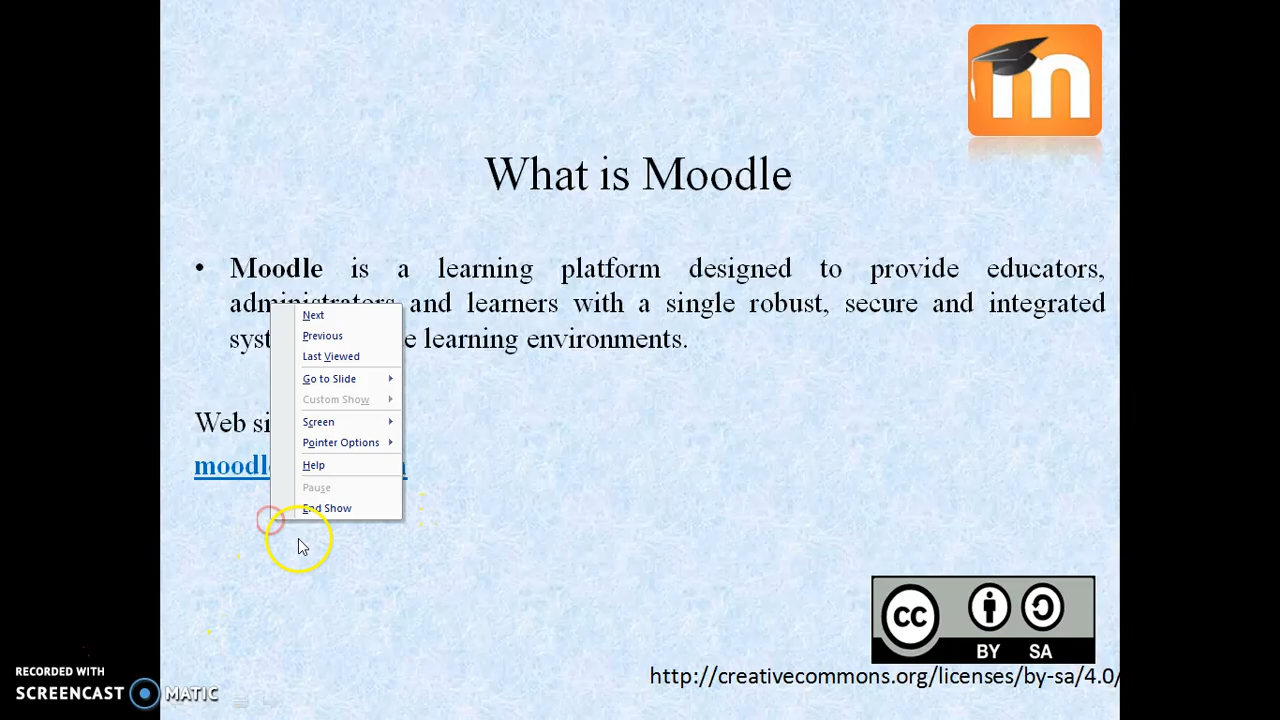 m
What is Moodle
• Moodle is a learning platform designed to provide educators,
administrators and learners with a single robust, secure and integrated
syst e learning environments.
Web si
moodl
Next
Previous
Last Viewed
Go to Slide
Custom Show
Screen
Pointer Options
Help
Pause
End Show
CC
BY SA
http://creativecommons.org/licenses/by-sa/4.0/
RECORDED WITH
SCREENCAST MATIC